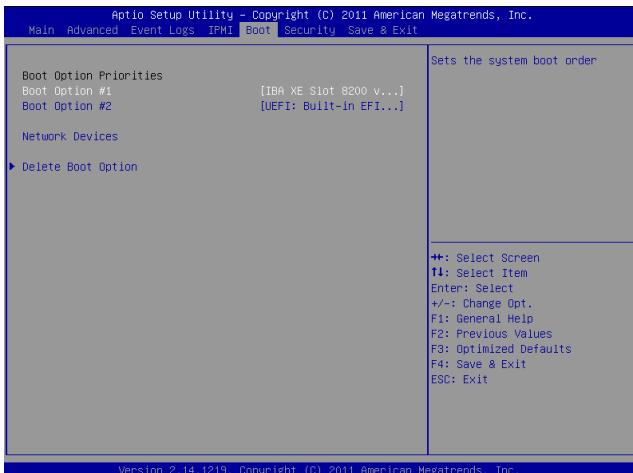 Aptio Setup Utility – Copyright (C) 2011 American Megatrends, Inc.
Main Advanced Event Logs IPMI Boot Security Save & Exit
Boot Option Priorities
Boot Option #1 [IBA XE Slot 8200 v...]
Boot Option #2 [UEFI: Built-in EFI...]
Network Devices
Delete Boot Option
Sets the system boot order
→←: Select Screen
↑↓: Select Item
Enter: Select
+/-: Change Opt.
F1: General Help
F2: Previous Values
F3: Optimized Defaults
F4: Save & Exit
ESC: Exit
Version 2.14.1219. Copyright (C) 2011 American Megatrends, Inc.